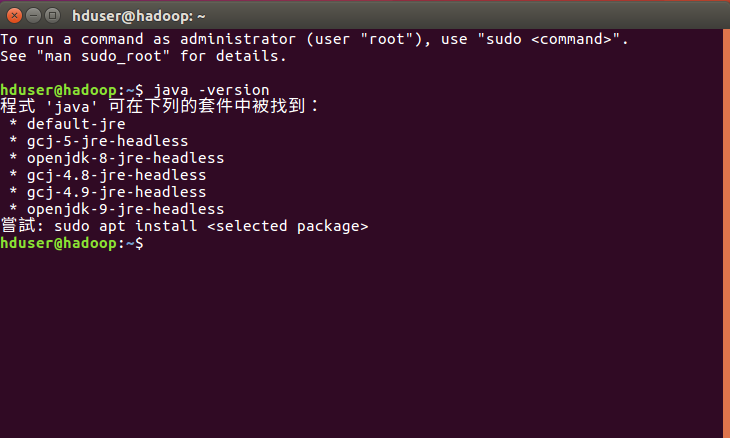 hduser@hadoop: ~
To run a command as administrator (user "root"), use "sudo <command>".
See "man sudo_root" for details.
hduser@hadoop:~$ java -version
程式 'java' 可在下列的套件中被找到：
 * default-jre
 * gcj-5-jre-headless
 * openjdk-8-jre-headless
 * gcj-4.8-jre-headless
 * gcj-4.9-jre-headless
 * openjdk-9-jre-headless
嘗試: sudo apt install <selected package>
hduser@hadoop:~$